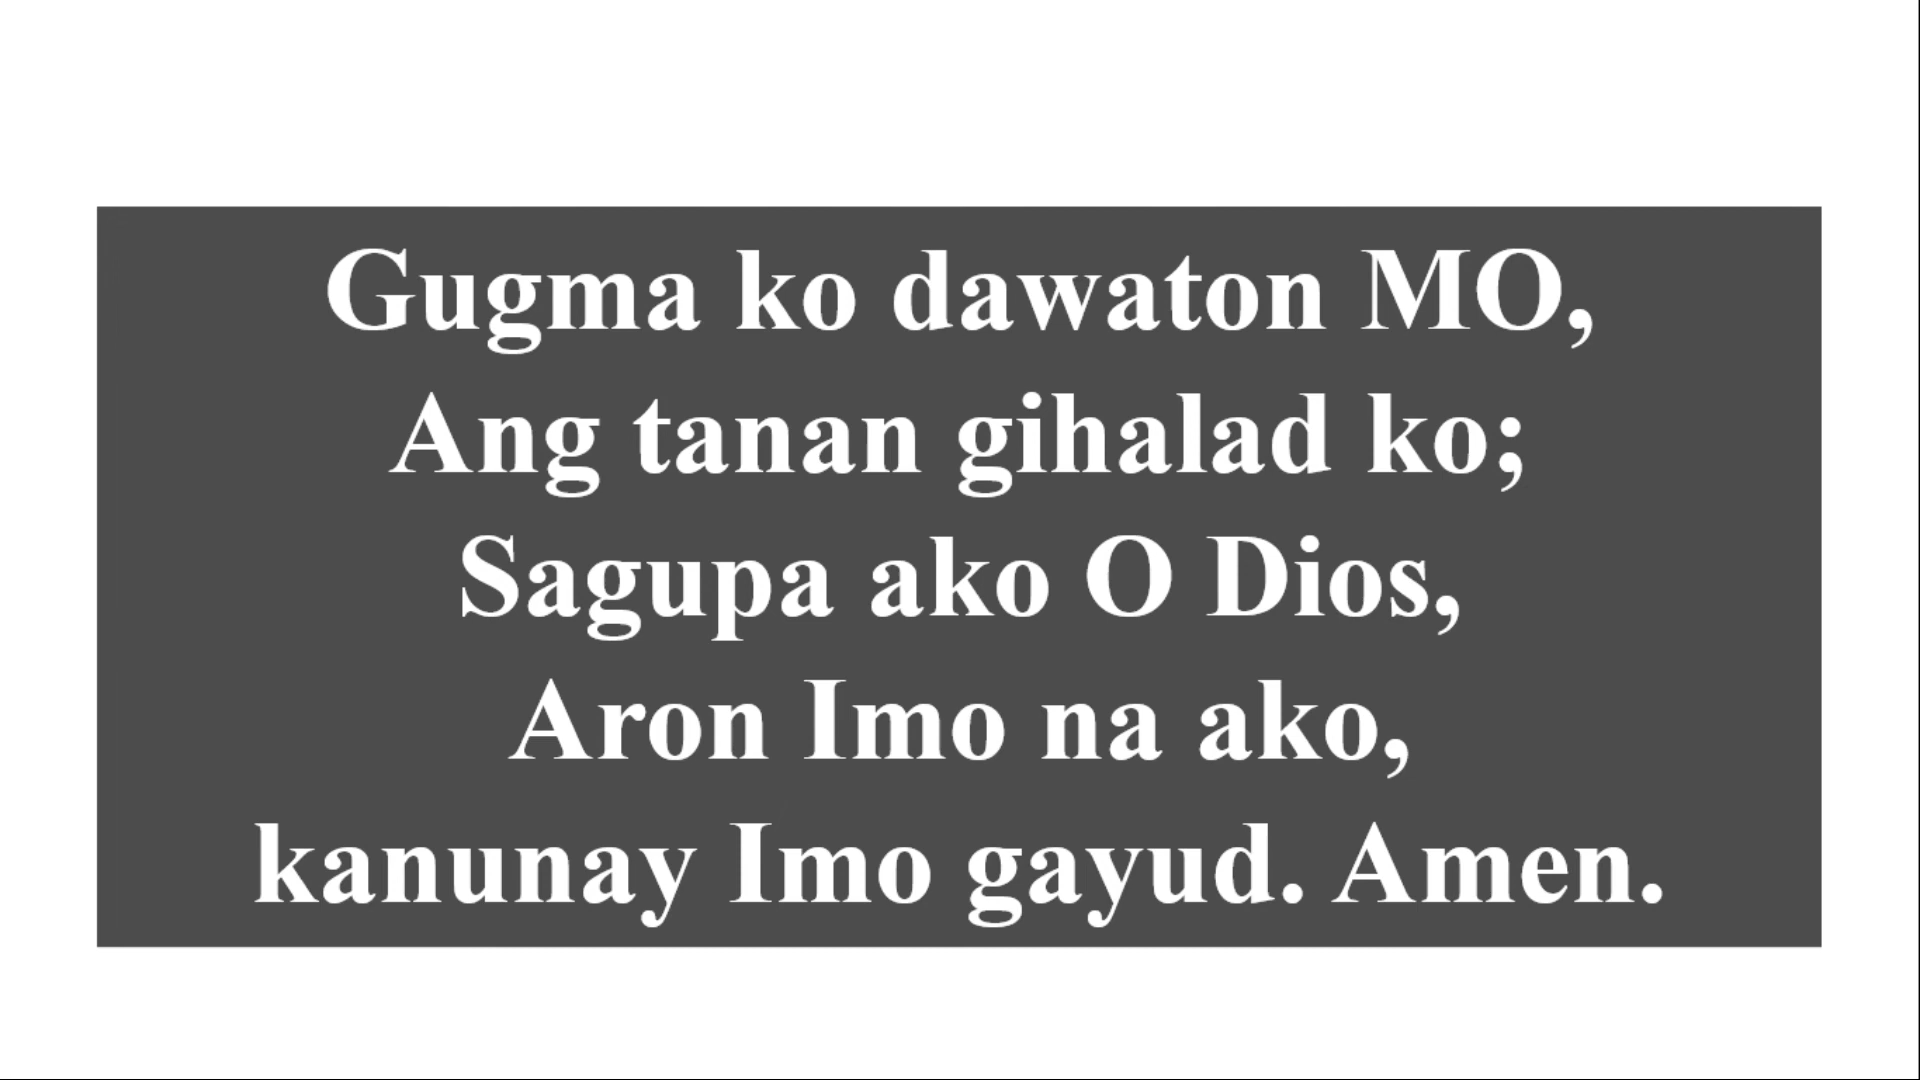 Gugma ko dawaton MO,
Ang tanan gihalad ko;
Sagupa ako O Dios,
Aron Imo na ako,
kanunay Imo gayud. Amen.